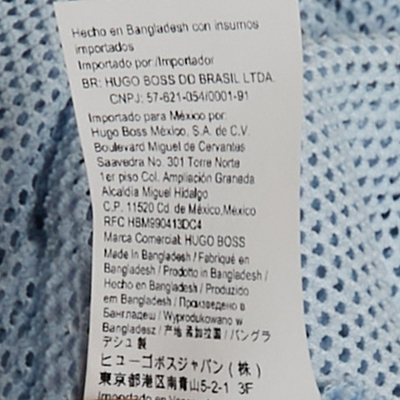 Hecho en Bangladesh con insumos
importados
Importado por:/Importador
BR: HUGO BOSS DO BRASIL LTDA.
CNPJ: 57-621-054/0001-91
Importado para México por:
Hugo Boss México, S.A. de C.V.
Boulevard Miguel de Cervantes
Saavedra No. 301 Torre Norte
1er piso Col. Ampliación Granada
Alcaldía Miguel Hidalgo
C.P. 11520 Cd. de México,México
RFC HBM990413DC4
Marca Comercial: HUGO BOSS
Made in Bangladesh / Fabriqué en
Bangladesh / Prodotto in Bangladesh /
Hecho en Bangladesh / Produzido em
Bangladesh / Произведено в
Бангладеш / Wyprodukowano w
Bangladesz / 产地 孟加拉国 / バングラ
デシュ 製
ヒューゴボスジャパン(株)
東京都港区南青山5-2-1 3F
Importado en